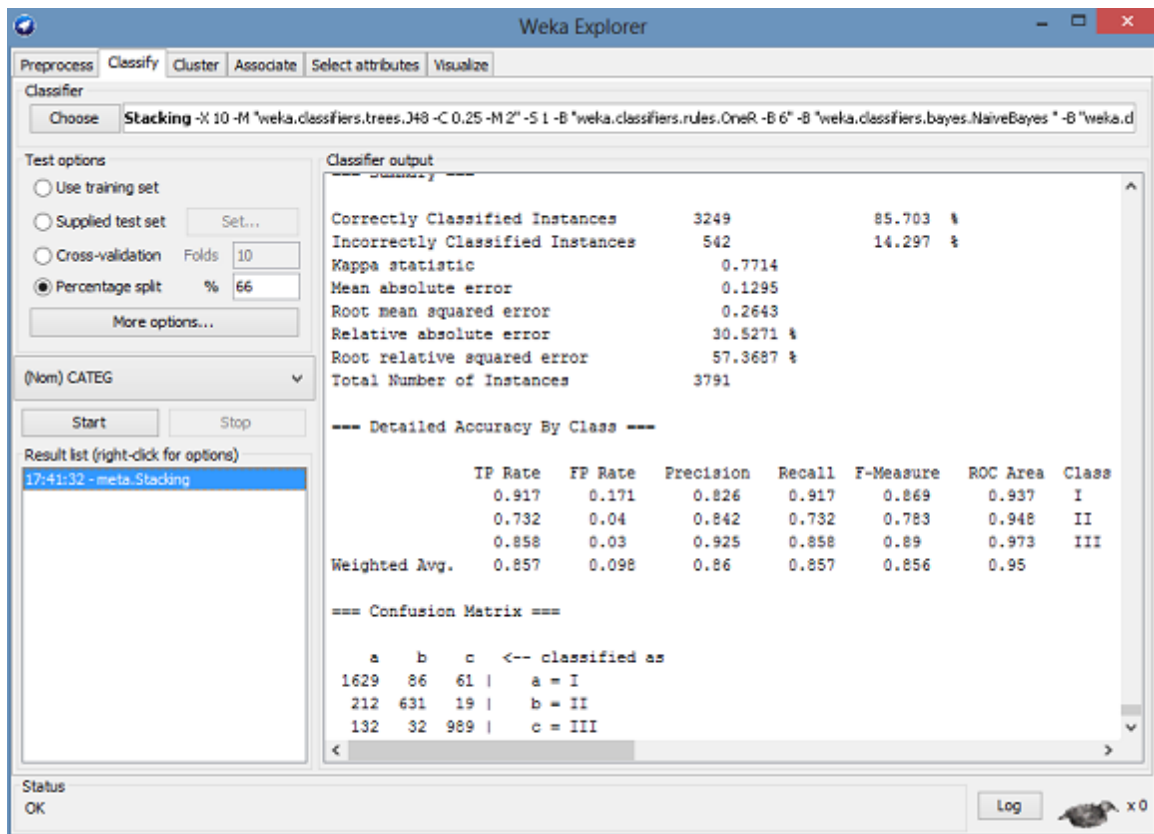 Weka Explorer
Preprocess Classify Cluster Associate Select attributes Visualize
Classifier
Choose Stacking -X 10 -M "weka.classifiers.trees.J48 -C 0.25 -M 2" -S 1 -B "weka.classifiers.rules.OneR -B 6" -B "weka.classifiers.bayes.NaiveBayes " -B "weka.d
Test options
Use training set
Supplied test set Set...
Cross-validation Folds 10
Percentage split % 66
More options...
(Nom) CATEG
Start Stop
Result list (right-click for options)
17:41:32 - meta.Stacking
Classifier output
=== Summary ===
Correctly Classified Instances 3249 85.703 %
Incorrectly Classified Instances 542 14.297 %
Kappa statistic 0.7714
Mean absolute error 0.1295
Root mean squared error 0.2643
Relative absolute error 30.5271 %
Root relative squared error 57.3687 %
Total Number of Instances 3791
=== Detailed Accuracy By Class ===
TP Rate FP Rate Precision Recall F-Measure ROC Area Class
0.917 0.171 0.826 0.917 0.869 0.937 I
0.732 0.04 0.842 0.732 0.783 0.948 II
0.858 0.03 0.925 0.858 0.89 0.973 III
Weighted Avg. 0.857 0.098 0.86 0.857 0.856 0.95
=== Confusion Matrix ===
a b c <-- classified as
1629 86 61 | a = I
212 631 19 | b = II
132 32 989 | c = III
Status
OK
Log x 0